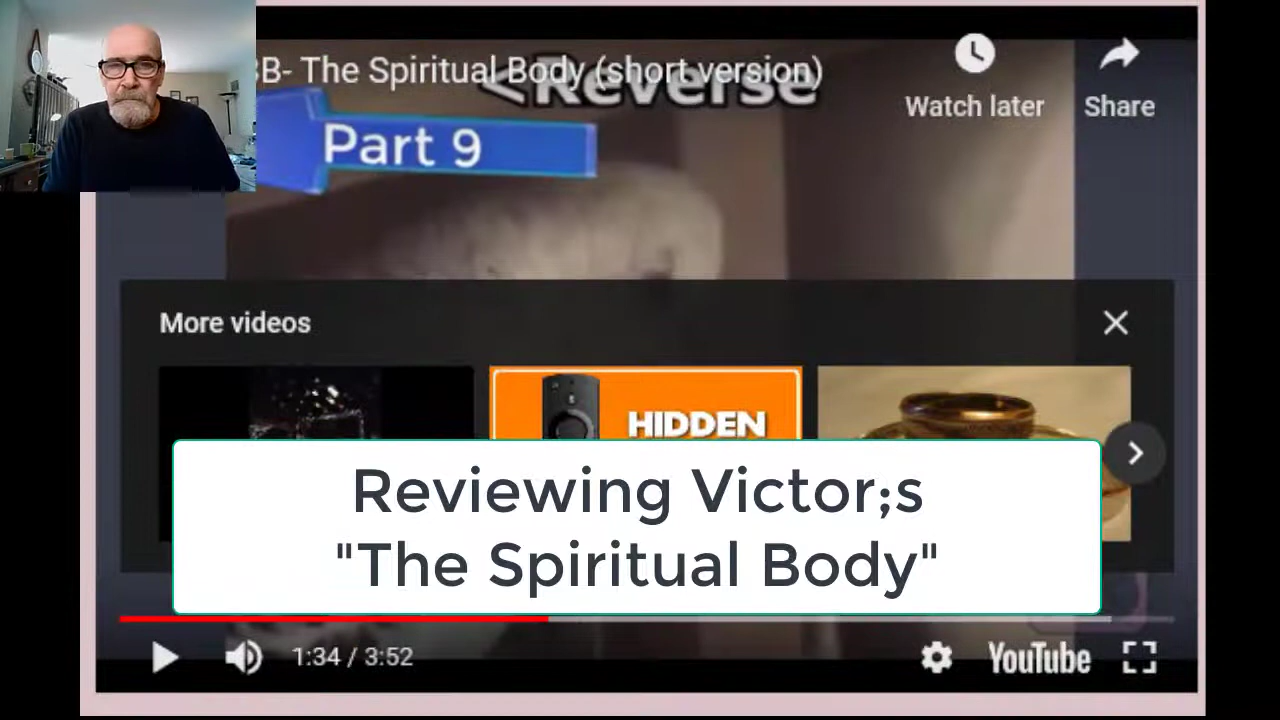 B- The Spiritual Body (short version)
<Reverse
Watch later
Share
Part 9
More videos
HIDDEN
Reviewing Victor;s
"The Spiritual Body"
1:34 / 3:52
YouTube